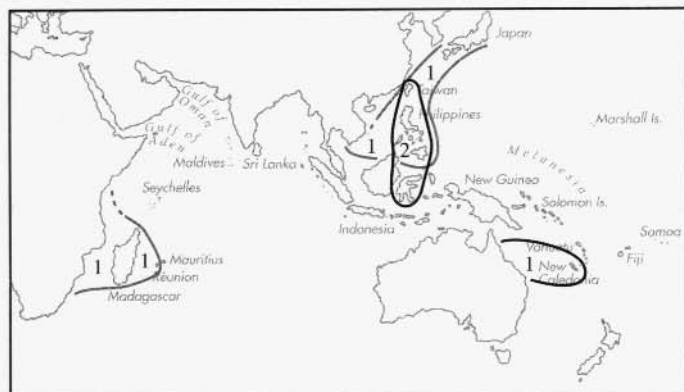 Japan
1
Taiwan
Philippines
Gulf of
Oman
Gulf of
Aden
Marshall Is.
1
2
Maldives
Sri Lanka
Melanesia
Seychelles
New Guinea
Solomon Is.
Indonesia
Samoa
Vanuatu
Fiji
1
1
Mauritius
Réunion
1
New
Caledonia
Madagascar